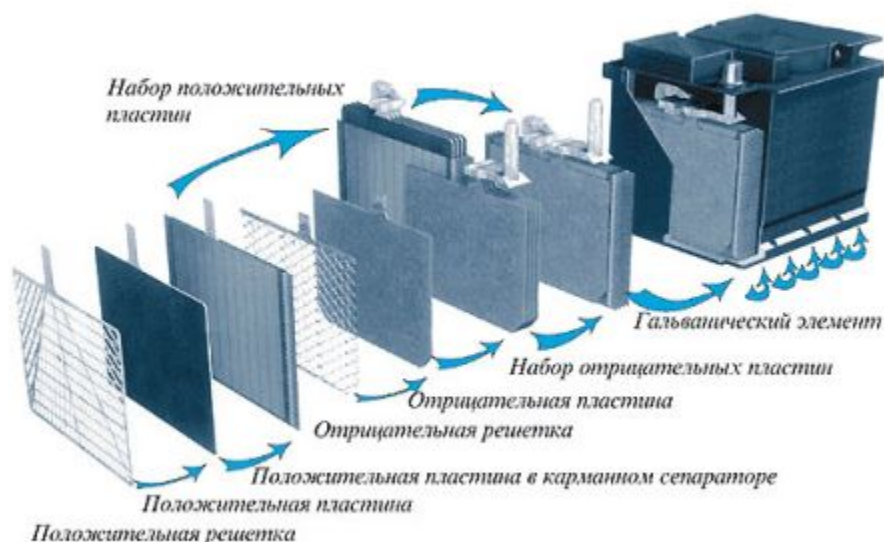 Набор положительных
пластин
Гальванический элемент
Набор отрицательных пластин
Отрицательная пластина
Отрицательная решетка
Положительная пластина в карманном сепараторе
Положительная пластина
Положительная решетка